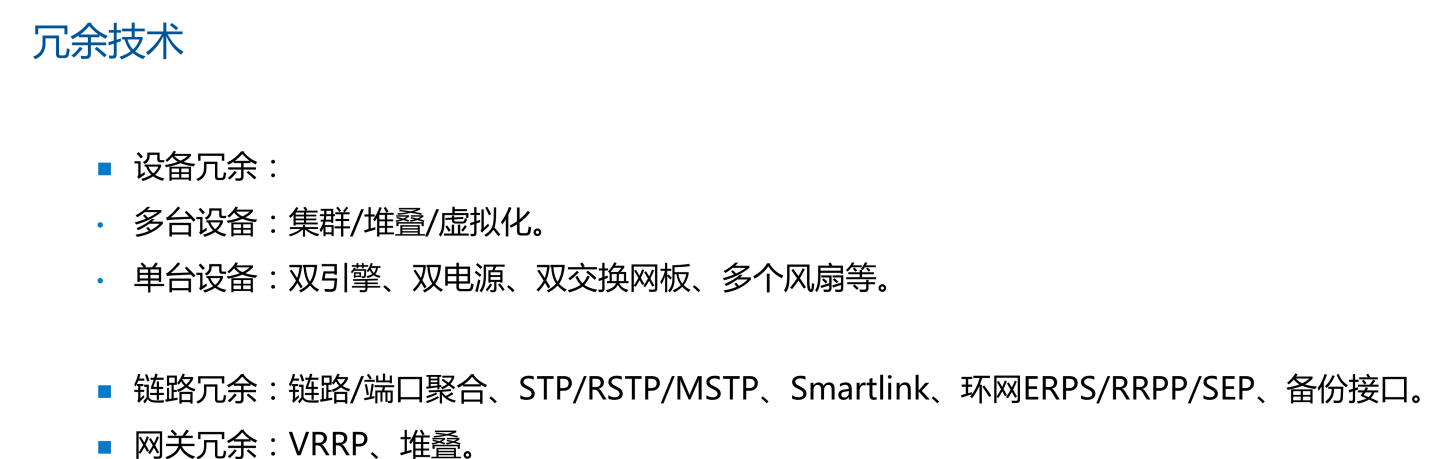 冗余技术
■ 设备冗余：
• 多台设备：集群/堆叠/虚拟化。
• 单台设备：双引擎、双电源、双交换网板、多个风扇等。
■ 链路冗余：链路/端口聚合、STP/RSTP/MSTP、Smartlink、环网ERPS/RRPP/SEP、备份接口。
■ 网关冗余：VRRP、堆叠。